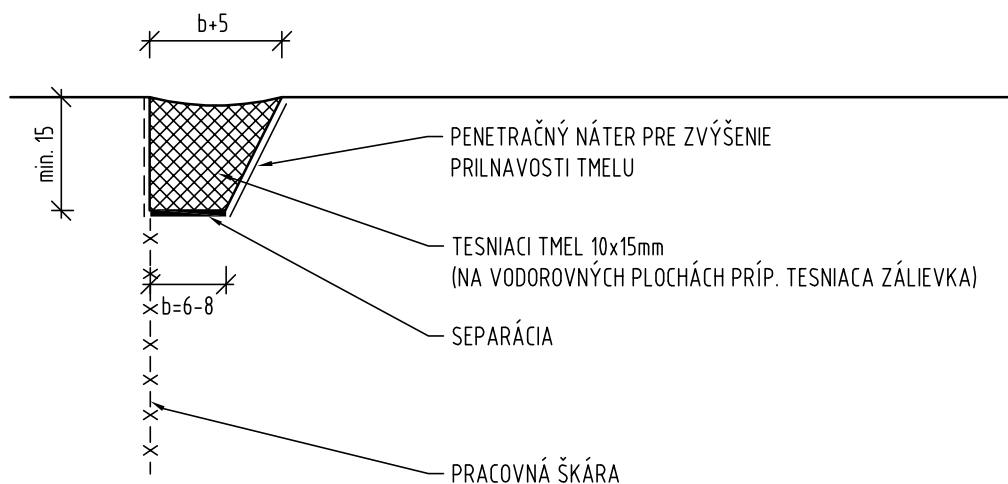 b+5
min. 15
PENETRAČNÝ NÁTER PRE ZVÝŠENIE
PRILNAVOSTI TMELU
TESNIACI TMEL 10x15mm
(NA VODOROVNÝCH PLOCHÁCH PRÍP. TESNIACA ZÁLIEVKA)
b=6-8
SEPARÁCIA
PRACOVNÁ ŠKÁRA